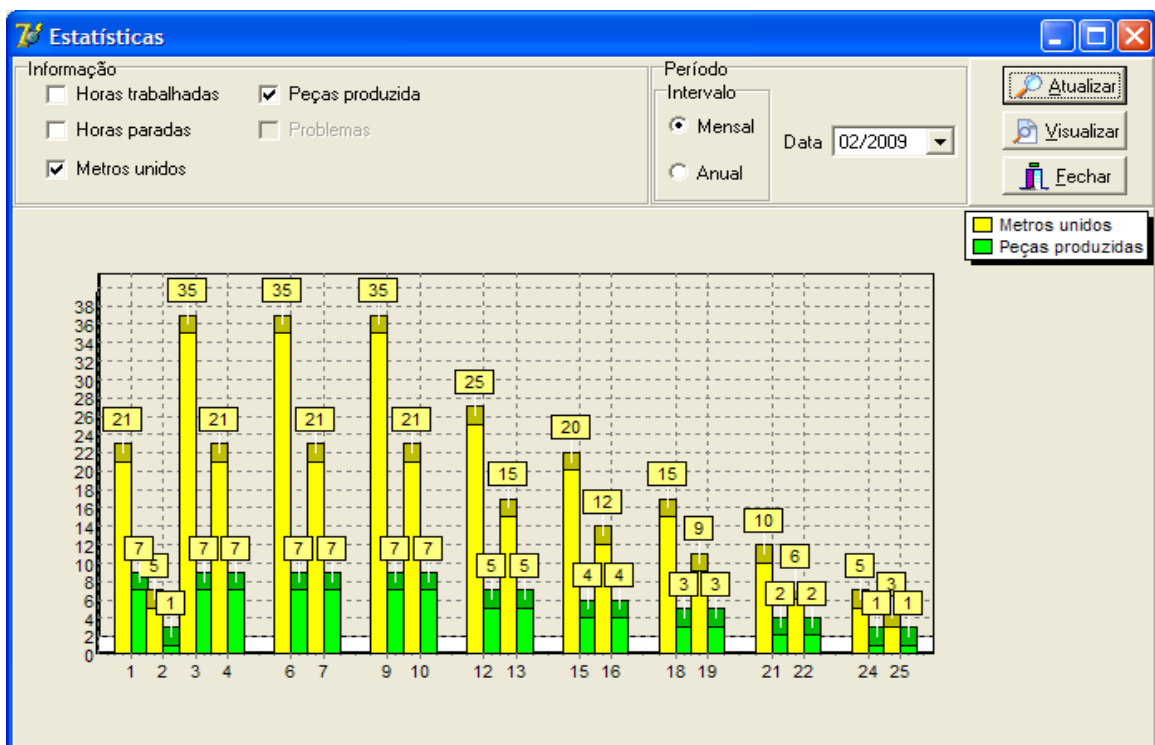 Estatísticas
Informação
Horas trabalhadas
Peças produzida
Horas paradas
Problemas
Metros unidos
Período
Intervalo
Mensal
Anual
Data 02/2009
Atualizar
Visualizar
Fechar
Metros unidos
Peças produzidas
35 35 35
25
21 21 21 21 20
15 15
12
10
9
7 7 7 7 7 7 7 6
5 5 5 5
4 4
3 3 3
2 2
1 1 1
38
36
34
32
30
28
26
24
22
20
18
16
14
12
10
8
6
4
2
0
1 2 3 4 6 7 9 10 12 13 15 16 18 19 21 22 24 25